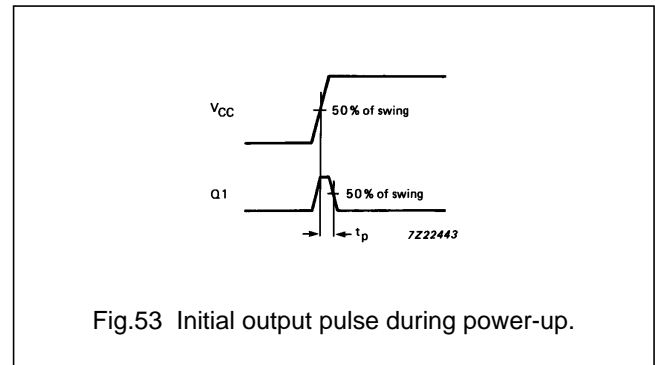 VCC
50% of swing
Q1
50% of swing
tp
7Z22443
Fig.53 Initial output pulse during power-up.